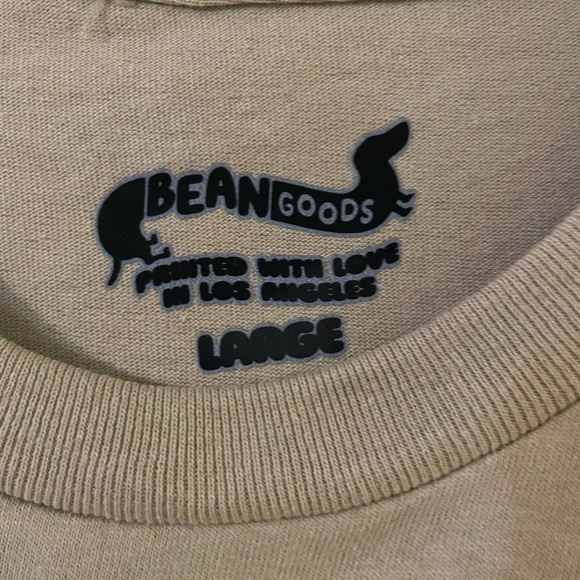 BEAN GOODS
PRINTED WITH LOVE
IN LOS ANGELES
LARGE